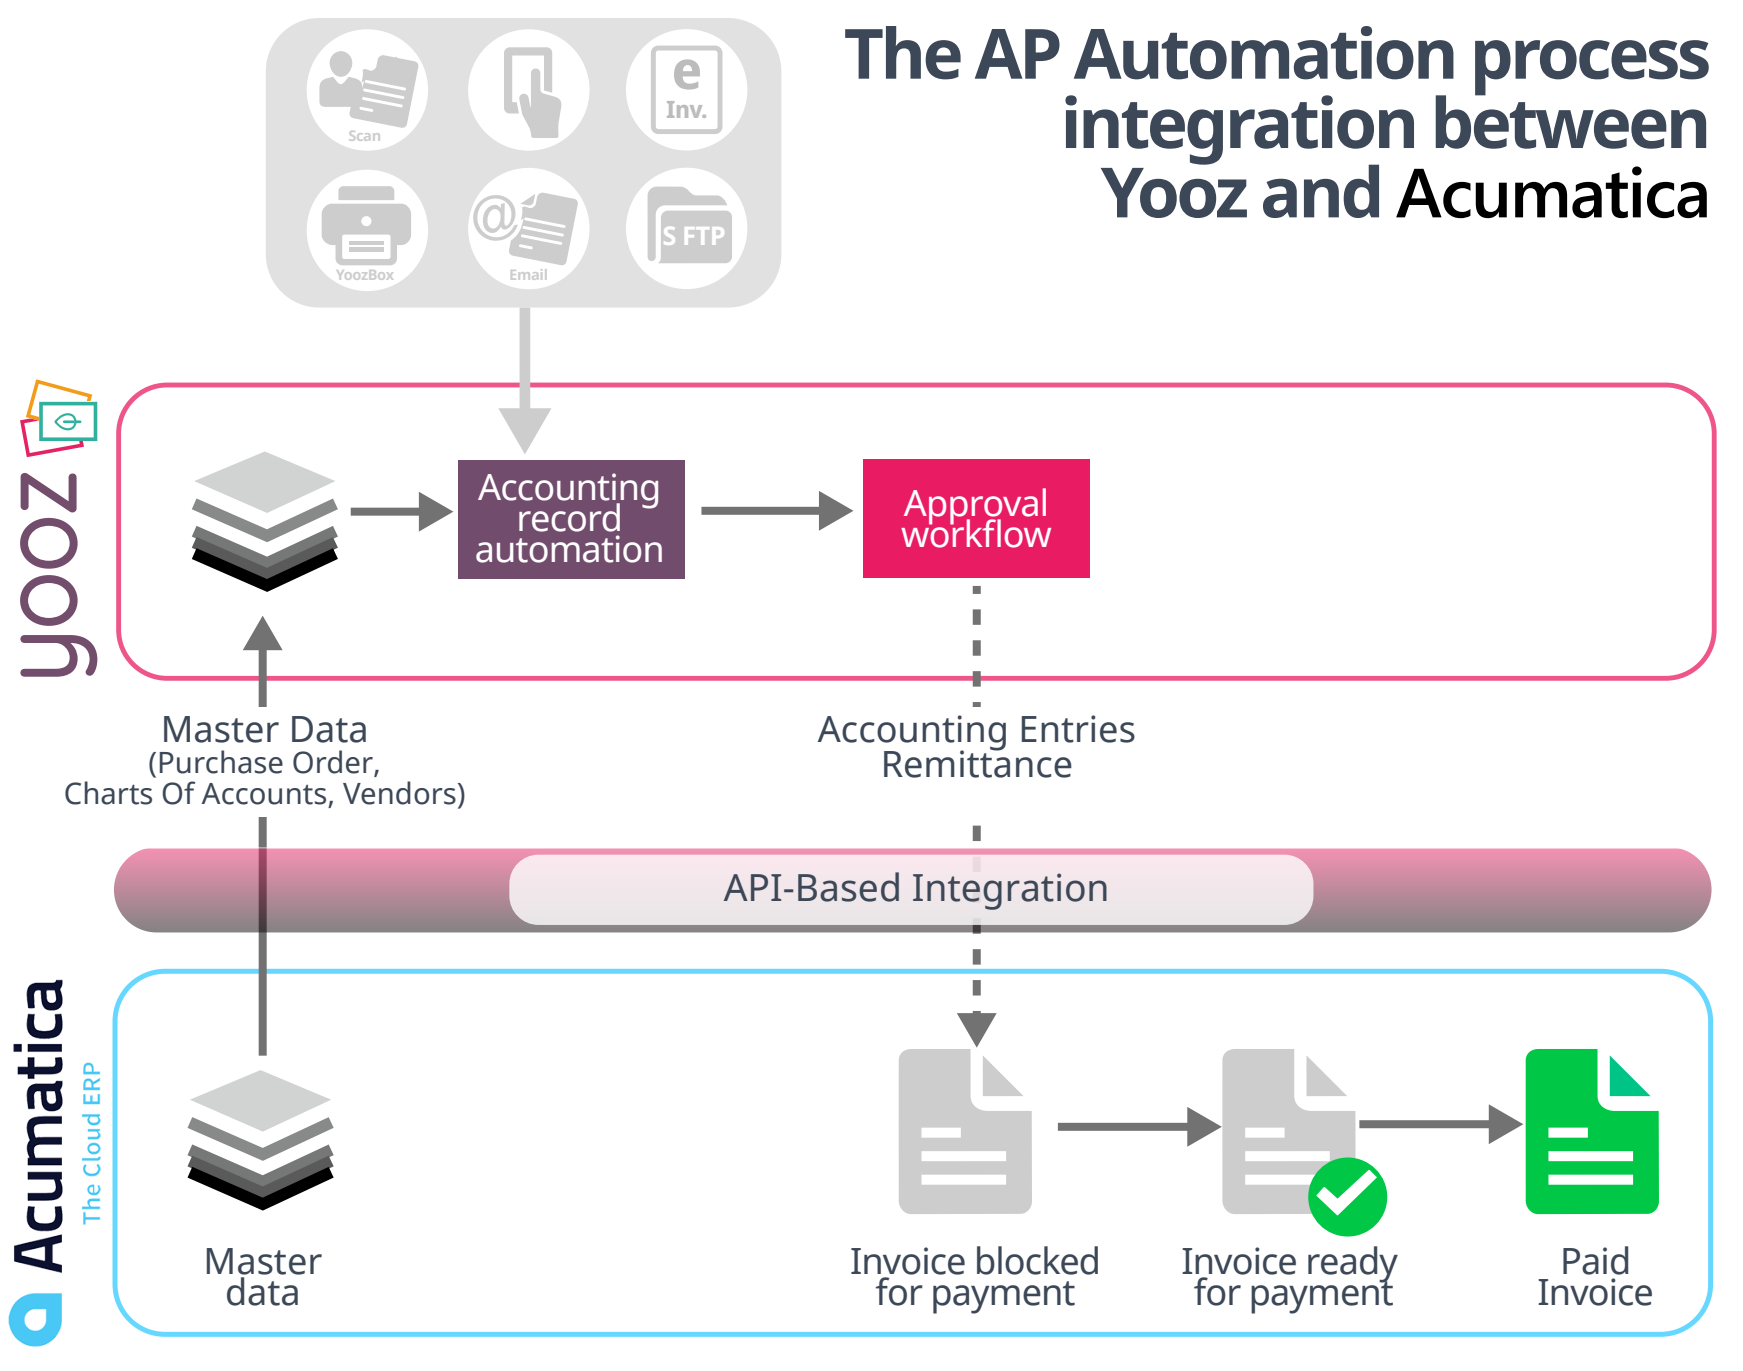 The AP Automation process
integration between
Yooz and Acumatica
Scan
e
Inv.
YoozBox
@
Email
S FTP
yooz
Accounting
record
automation
Approval
workflow
Master Data
(Purchase Order,
Charts Of Accounts, Vendors)
Accounting Entries
Remittance
API-Based Integration
Acumatica
The Cloud ERP
Master
data
Invoice blocked
for payment
Invoice ready
for payment
Paid
Invoice